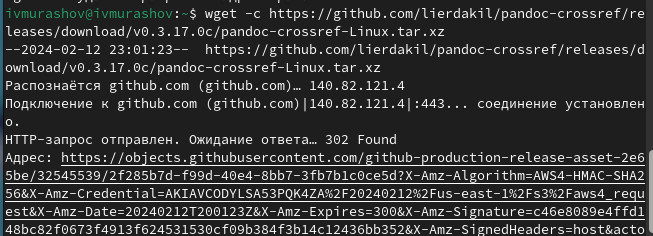 ivmurashov@ivmurashov:~$ wget -c https://github.com/lierdakil/pandoc-crossref/re
leases/download/v0.3.17.0c/pandoc-crossref-Linux.tar.xz
--2024-02-12 23:01:23--  https://github.com/lierdakil/pandoc-crossref/releases/d
ownload/v0.3.17.0c/pandoc-crossref-Linux.tar.xz
Распознаётся github.com (github.com)… 140.82.121.4
Подключение к github.com (github.com)|140.82.121.4|:443... соединение установлен
о.
HTTP-запрос отправлен. Ожидание ответа… 302 Found
Адрес: https://objects.githubusercontent.com/github-production-release-asset-2e6
5be/32545539/2f285b7d-f99d-40e4-8bb7-3fb7b1c0ce5d?X-Amz-Algorithm=AWS4-HMAC-SHA2
56&X-Amz-Credential=AKIAVCODYLSA53PQK4ZA%2F20240212%2Fus-east-1%2Fs3%2Faws4_requ
est&X-Amz-Date=20240212T200123Z&X-Amz-Expires=300&X-Amz-Signature=c46e8089e4ffd1
48bc82f0673f4913f624531530cf09b384f3b14c12436bb352&X-Amz-SignedHeaders=host&acto